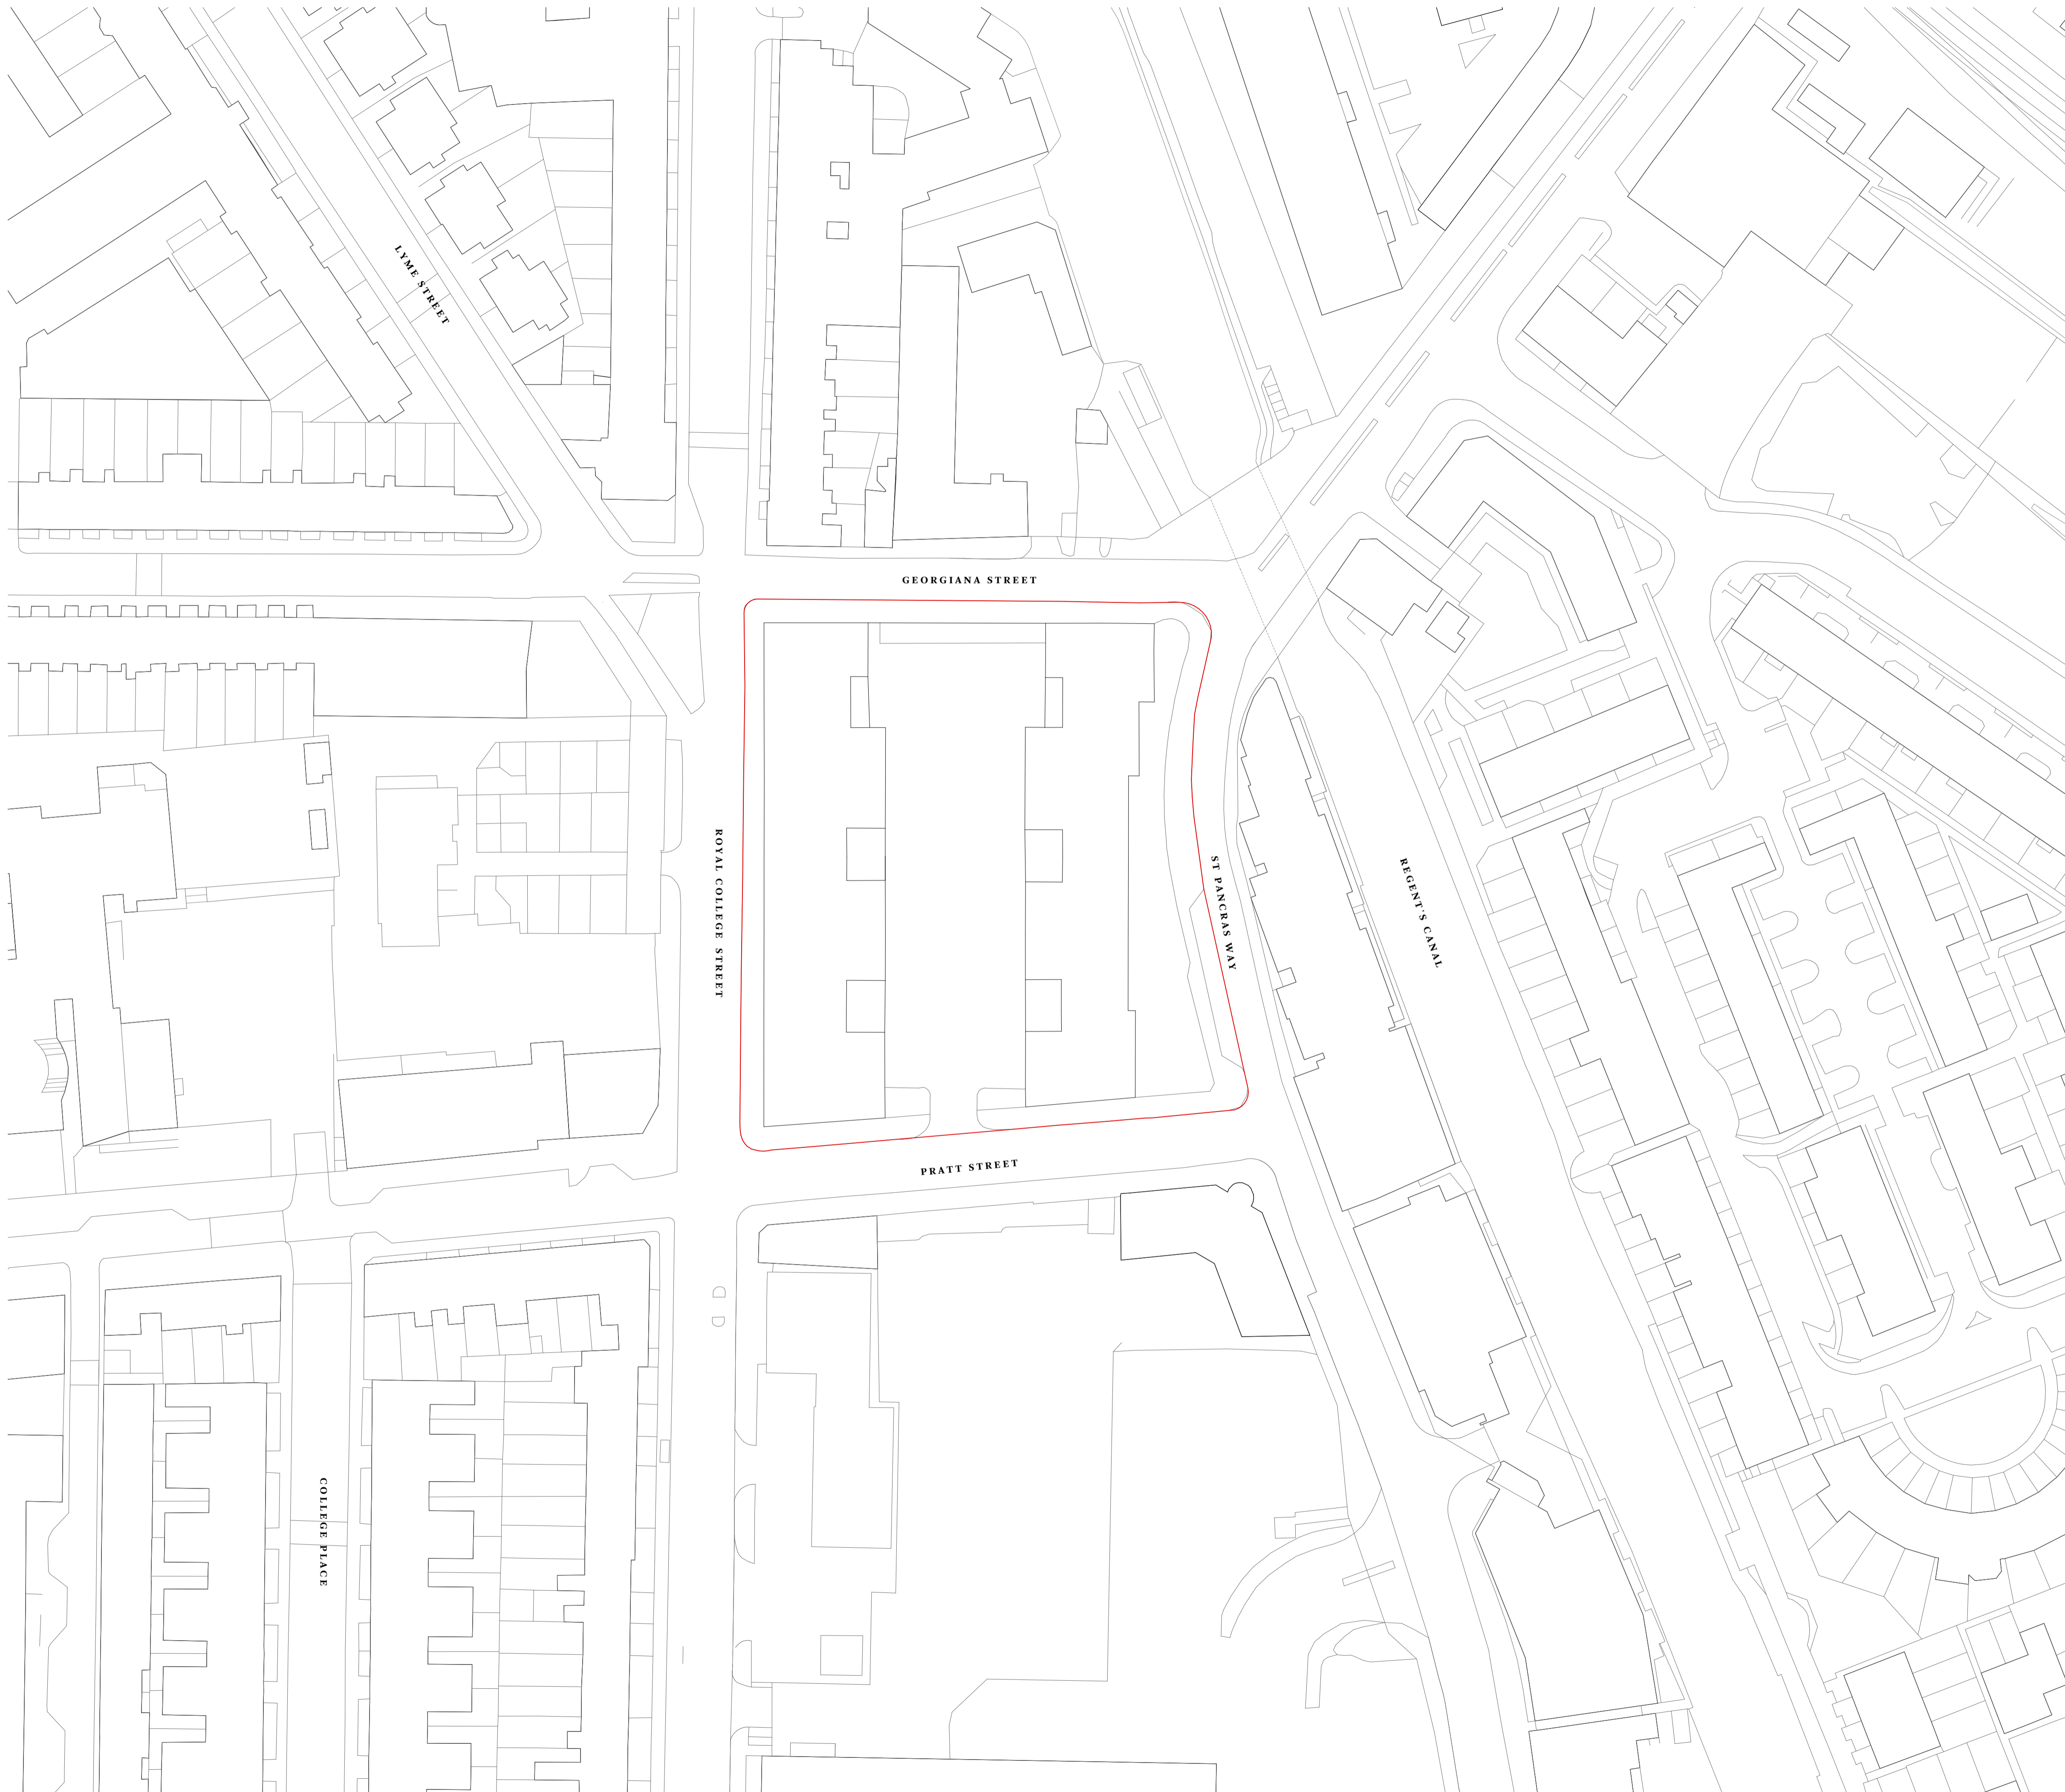 LYME STREET
GEORGIANA STREET
ROYAL COLLEGE STREET
ST PANCRAS WAY
REGENT'S CANAL
PRATT STREET
COLLEGE PLACE